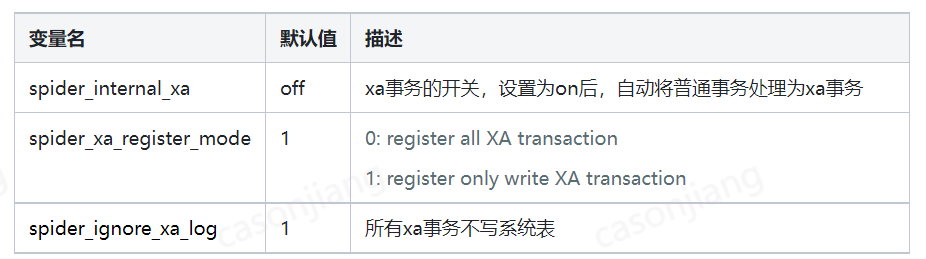 变量名 默认值 描述
spider_internal_xa off xa事务的开关，设置为on后，自动将普通事务处理为xa事务
spider_xa_register_mode 1 0: register all XA transaction
1: register only write XA transaction
spider_ignore_xa_log 1 所有xa事务不写系统表
casonjiang casonjiang